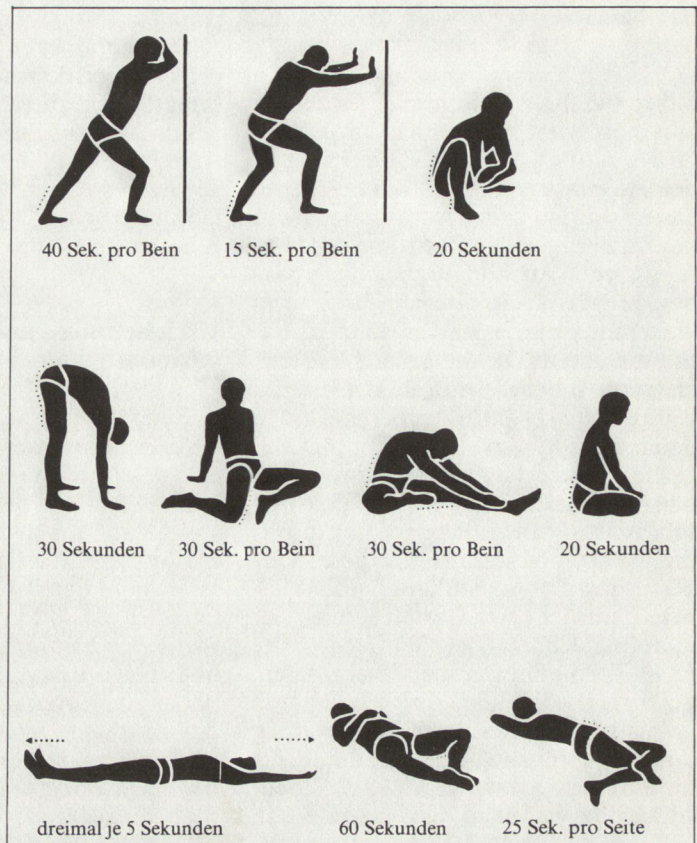 40 Sek. pro Bein
15 Sek. pro Bein
20 Sekunden
30 Sekunden
30 Sek. pro Bein
30 Sek. pro Bein
20 Sekunden
dreimal je 5 Sekunden
60 Sekunden
25 Sek. pro Seite